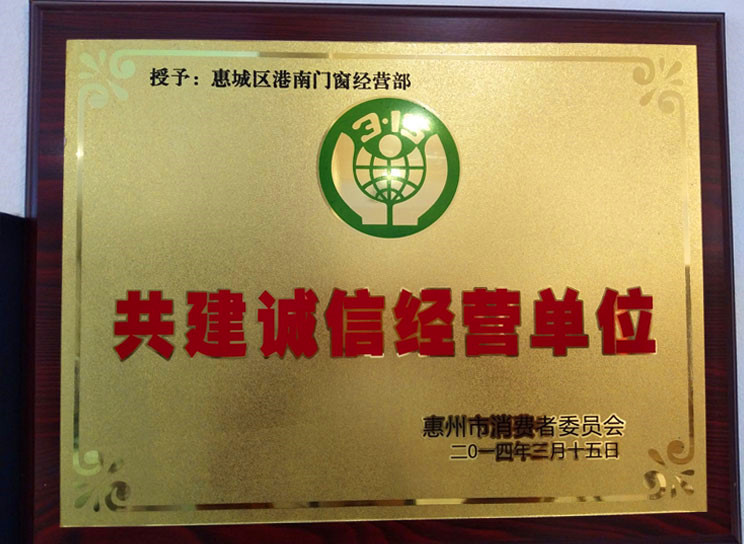 授予：惠城区港南门窗经营部
3·15
共建诚信经营单位
惠州市消费者委员会
二0一四年三月十五日